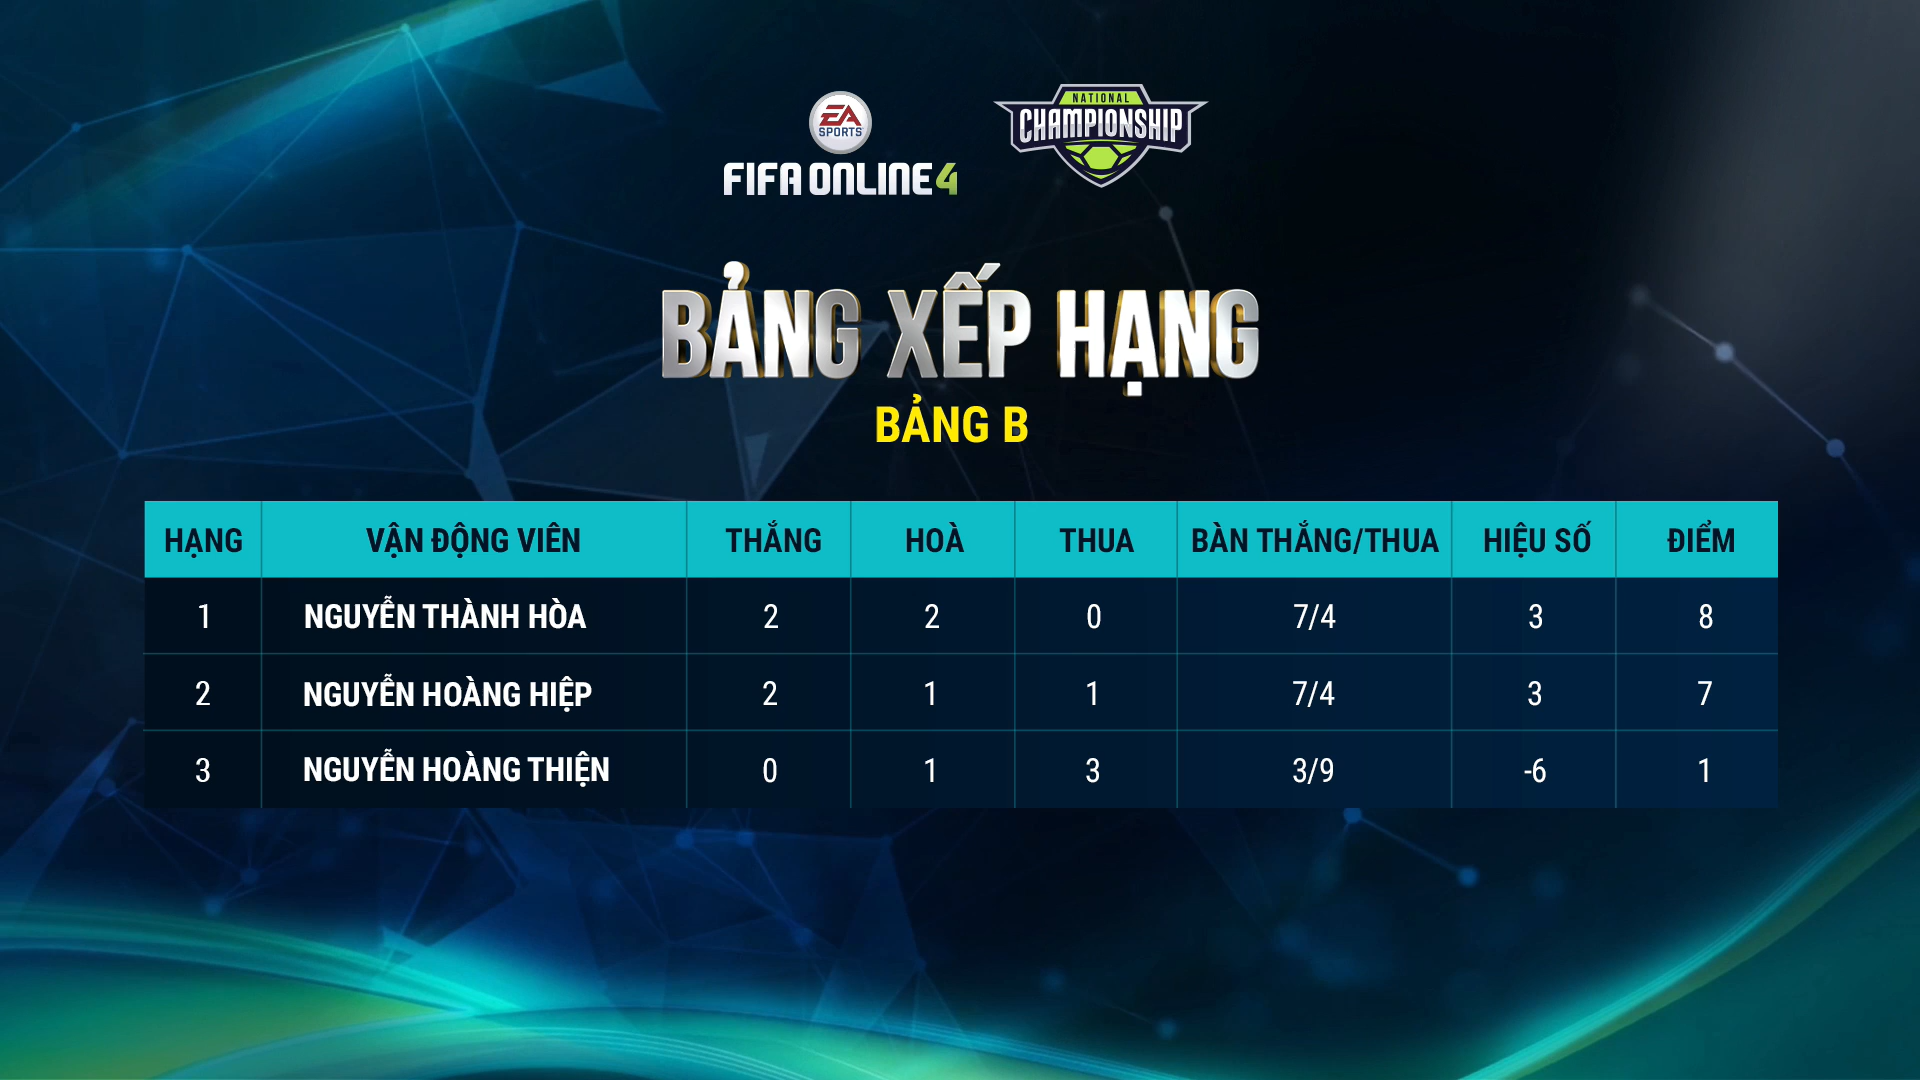 EA
SPORTS
FIFA ONLINE 4
NATIONAL
CHAMPIONSHIP
BẢNG XẾP HẠNG
BẢNG B
HẠNG VẬN ĐỘNG VIÊN THẮNG HOÀ THUA BÀN THẮNG/THUA HIỆU SỐ ĐIỂM
1 NGUYỄN THÀNH HÒA 2 2 0 7/4 3 8
2 NGUYỄN HOÀNG HIỆP 2 1 1 7/4 3 7
3 NGUYỄN HOÀNG THIỆN 0 1 3 3/9 -6 1